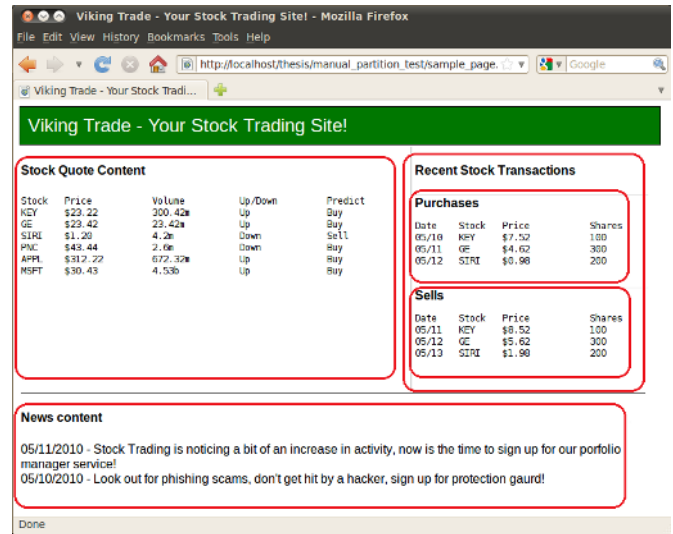 Viking Trade - Your Stock Trading Site! - Mozilla Firefox
File Edit View History Bookmarks Tools Help
http://localhost/thesis/manual_partition_test/sample_page. Google
Viking Trade - Your Stock Tradi...
Viking Trade - Your Stock Trading Site!
Stock Quote Content
Stock Price Volume Up/Down Predict
KEY $23.22 300.42m Up Buy
GE $23.42 23.42m Up Buy
SIRI $1.20 4.2m Down Sell
PNC $43.44 2.6m Down Buy
APPL $312.22 672.32m Up Buy
MSFT $30.43 4.53b Up Buy
Recent Stock Transactions
Purchases
Date Stock Price Shares
05/10 KEY $7.52 100
05/11 GE $4.62 300
05/12 SIRI $0.98 200
Sells
Date Stock Price Shares
05/11 KEY $8.52 100
05/12 GE $5.62 300
05/13 SIRI $1.98 200
News content
05/11/2010 - Stock Trading is noticing a bit of an increase in activity, now is the time to sign up for our porfolio
manager service!
05/10/2010 - Look out for phishing scams, don't get hit by a hacker, sign up for protection gaurd!
Done